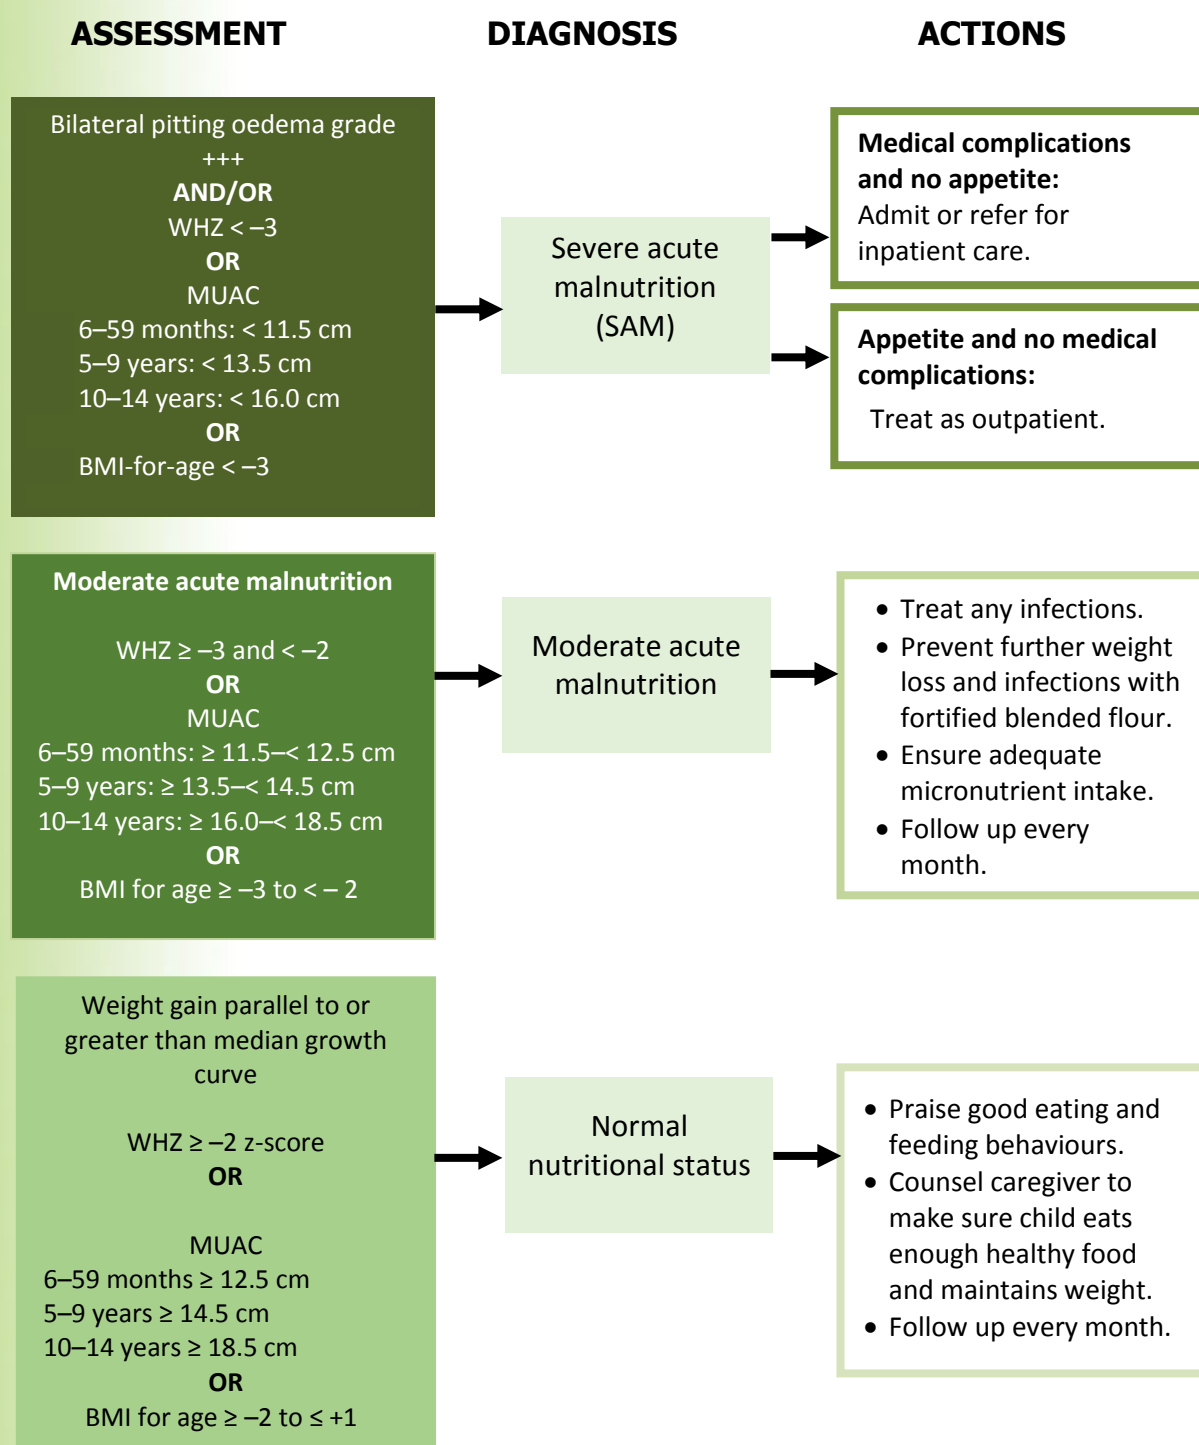 ASSESSMENT DIAGNOSIS ACTIONS
Bilateral pitting oedema grade
+++
AND/OR
WHZ < –3
OR
MUAC
6–59 months: < 11.5 cm
5–9 years: < 13.5 cm
10–14 years: < 16.0 cm
OR
BMI-for-age < –3
Severe acute
malnutrition
(SAM)
Medical complications
and no appetite:
Admit or refer for
inpatient care.
Appetite and no medical
complications:
Treat as outpatient.
Moderate acute malnutrition
WHZ ≥ –3 and < –2
OR
MUAC
6–59 months: ≥ 11.5–< 12.5 cm
5–9 years: ≥ 13.5–< 14.5 cm
10–14 years: ≥ 16.0–< 18.5 cm
OR
BMI for age ≥ –3 to < – 2
Moderate acute
malnutrition
• Treat any infections.
• Prevent further weight
loss and infections with
fortified blended flour.
• Ensure adequate
micronutrient intake.
• Follow up every
month.
Weight gain parallel to or
greater than median growth
curve
WHZ ≥ –2 z-score
OR
MUAC
6–59 months ≥ 12.5 cm
5–9 years ≥ 14.5 cm
10–14 years ≥ 18.5 cm
OR
BMI for age ≥ –2 to ≤ +1
Normal
nutritional status
• Praise good eating and
feeding behaviours.
• Counsel caregiver to
make sure child eats
enough healthy food
and maintains weight.
• Follow up every month.